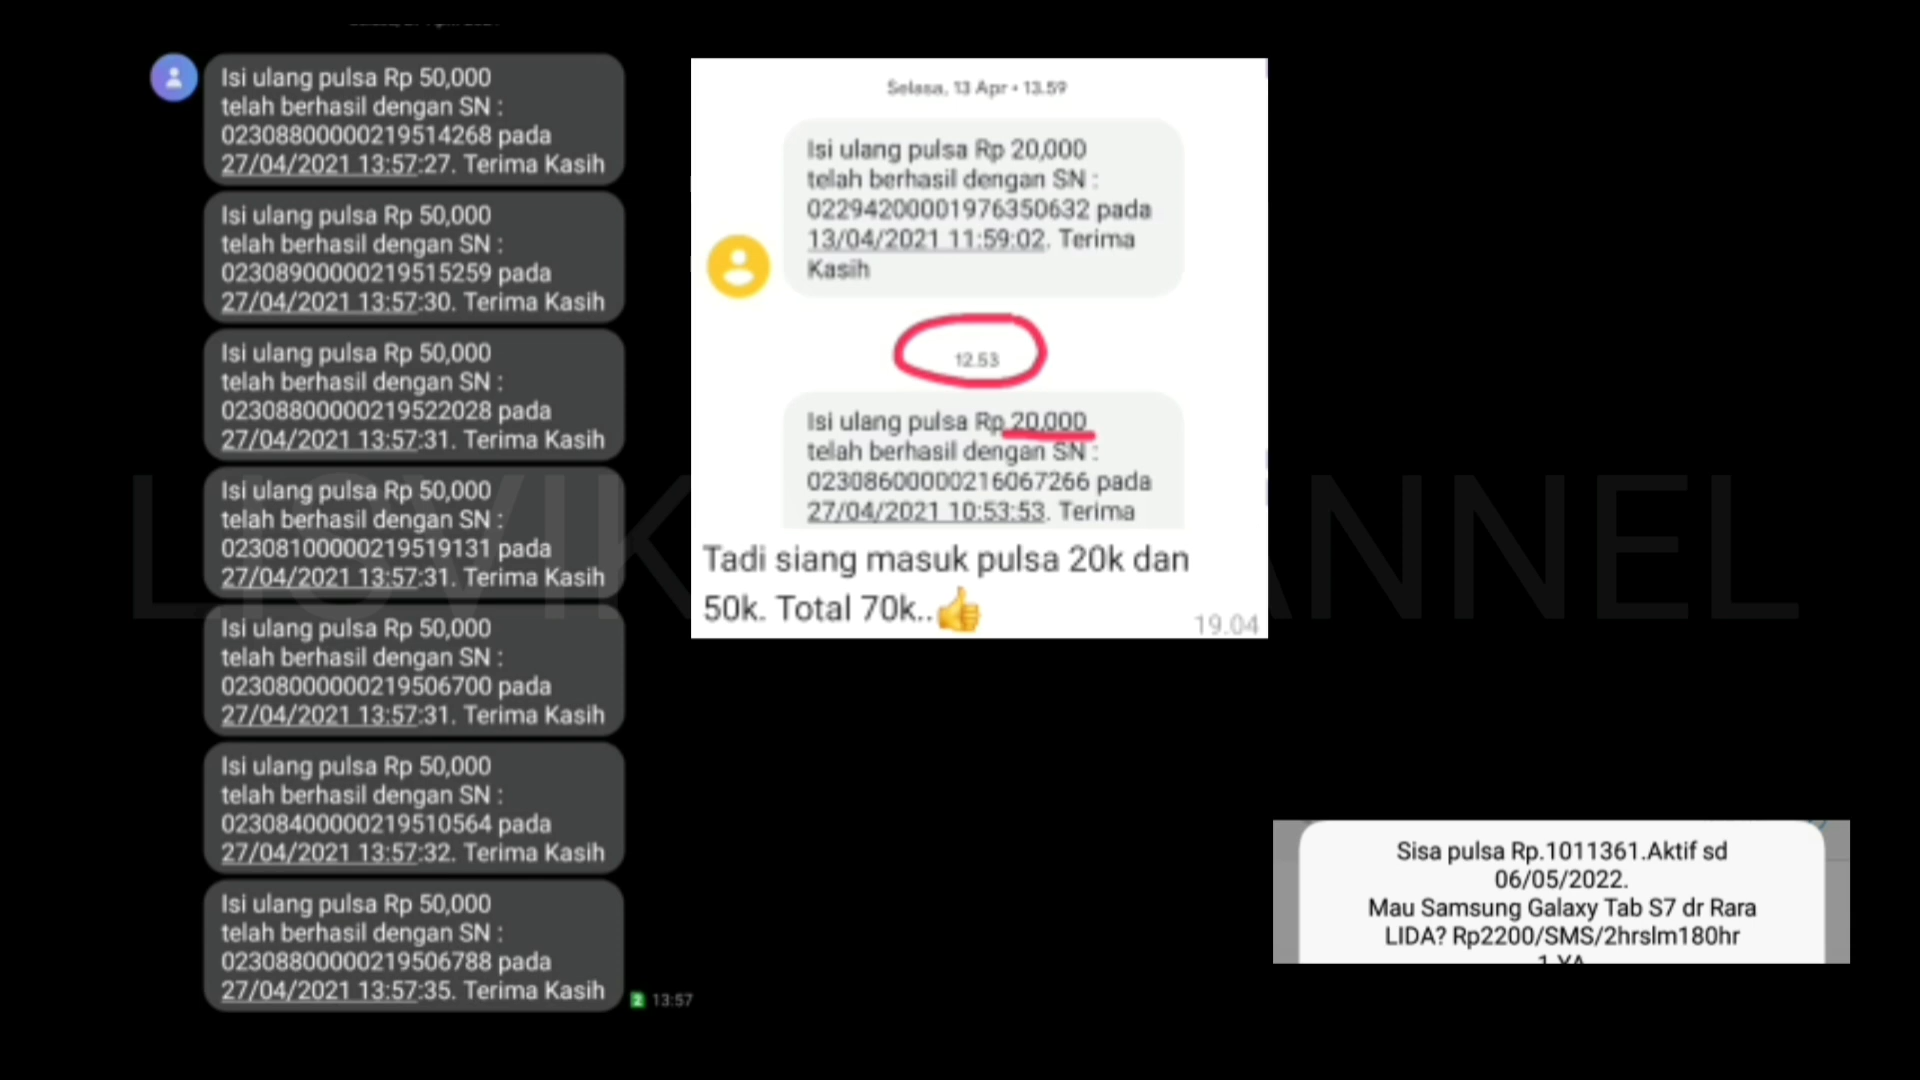 Isi ulang pulsa Rp 50,000
telah berhasil dengan SN :
02308800000219514268 pada
27/04/2021 13:57:27. Terima Kasih
Isi ulang pulsa Rp 50,000
telah berhasil dengan SN :
02308900000219515259 pada
27/04/2021 13:57:30. Terima Kasih
Isi ulang pulsa Rp 50,000
telah berhasil dengan SN :
02308800000219522028 pada
27/04/2021 13:57:31. Terima Kasih
Isi ulang pulsa Rp 50,000
telah berhasil dengan SN :
02308100000219519131 pada
27/04/2021 13:57:31. Terima Kasih
Isi ulang pulsa Rp 50,000
telah berhasil dengan SN :
02308000000219506700 pada
27/04/2021 13:57:31. Terima Kasih
Isi ulang pulsa Rp 50,000
telah berhasil dengan SN :
02308400000219510564 pada
27/04/2021 13:57:32. Terima Kasih
Isi ulang pulsa Rp 50,000
telah berhasil dengan SN :
02308800000219506788 pada
27/04/2021 13:57:35. Terima Kasih
2 13:57
Selasa, 13 Apr • 13.59
Isi ulang pulsa Rp 20,000
telah berhasil dengan SN :
02294200001976350632 pada
13/04/2021 11:59:02. Terima
Kasih
12.53
Isi ulang pulsa Rp 20,000
telah berhasil dengan SN :
02308600000216067266 pada
27/04/2021 10:53:53. Terima
Tadi siang masuk pulsa 20k dan
50k. Total 70k..👍
19.04
Sisa pulsa Rp.1011361.Aktif sd
06/05/2022.
Mau Samsung Galaxy Tab S7 dr Rara
LIDA? Rp2200/SMS/2hrslm180hr